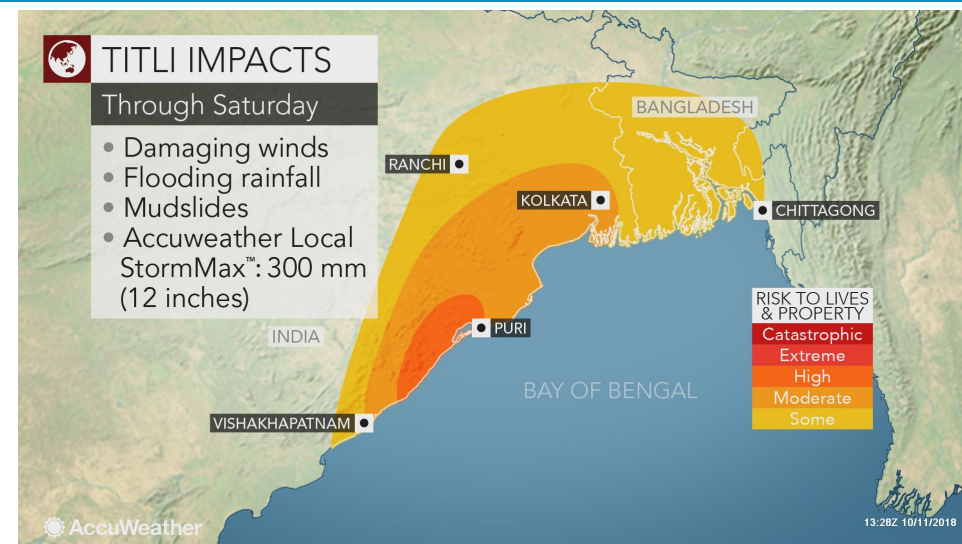 TITLI IMPACTS
Through Saturday
• Damaging winds
• Flooding rainfall
• Mudslides
• Accuweather Local
StormMax™: 300 mm
(12 inches)
BANGLADESH
RANCHI
KOLKATA
CHITTAGONG
INDIA
PURI
BAY OF BENGAL
VISHAKHAPATNAM
RISK TO LIVES
& PROPERTY
Catastrophic
Extreme
High
Moderate
Some
AccuWeather
13:28Z 10/11/2018